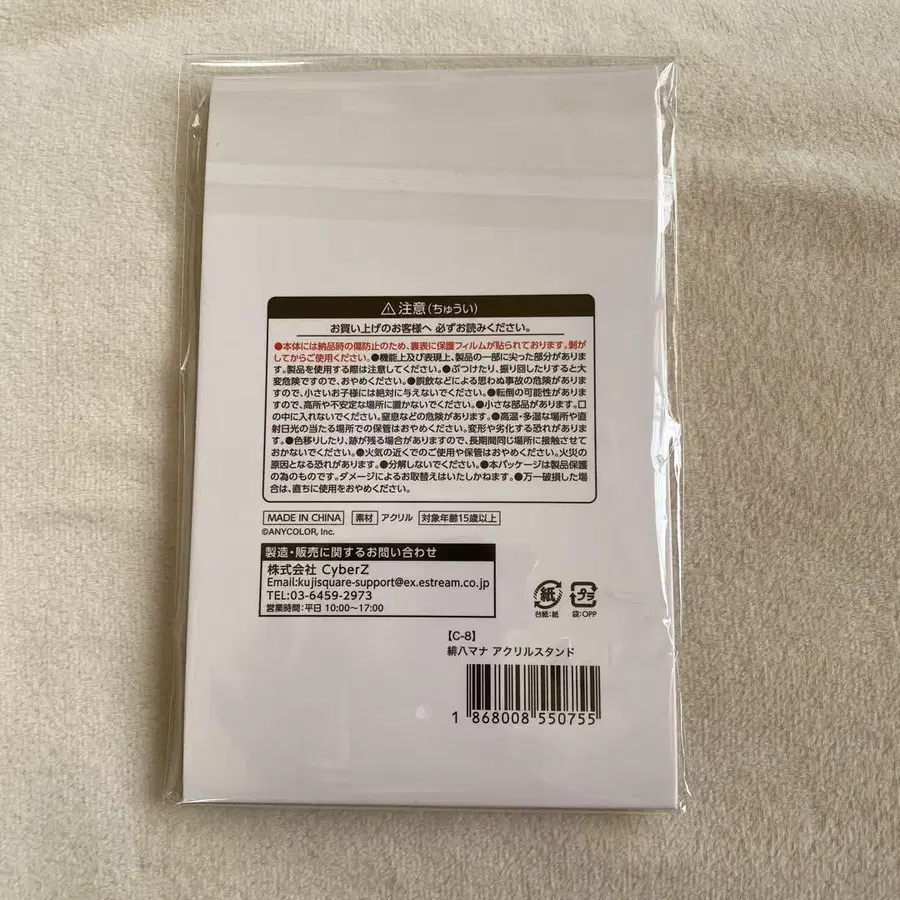 ⚠注意(ちゅうい)
お買い上げのお客様へ 必ずお読みください。
●本体には納品時の傷防止のため、裏表に保護フィルムが貼られております。剥が
してからご使用ください。●機能上及び表現上、製品の一部に尖った部分がありま
す。製品を使用する際は注意してください。●ぶつけたり、振り回したりすると大
変危険ですので、おやめください。●誤飲などによる思わぬ事故の危険があります
ので、小さいお子様には絶対に与えないでください。●転倒の可能性がありますの
で、高所や不安定な場所に置かないでください。●小さな部品があります。口
の中に入れないでください。窒息などの危険があります。●高温・多湿な場所や直
射日光の当たる場所での保管はおやめください。変形や劣化する恐れがありま
す。●色移りしたり、跡が残る場合がありますので、長期間同じ場所に接触させて
おかないでください。●火気の近くでのご使用や保管はおやめください。火災の
原因となる恐れがあります。●分解しないでください。●本パッケージは製品保護
の為のものです。ダメージによるお取替えはいたしかねます。●万一破損した場
合は、直ちに使用をおやめください。
MADE IN CHINA 素材 アクリル 対象年齢15歳以上
©ANYCOLOR, Inc.
製造・販売に関するお問い合わせ
株式会社 CyberZ
Email:kujisquare-support@ex.estream.co.jp
TEL:03-6459-2973
営業時間:平日 10:00〜17:00
紙 プラ
台紙:紙 袋:OPP
【C-8】
緋八マナ アクリルスタンド
1 868008 550755